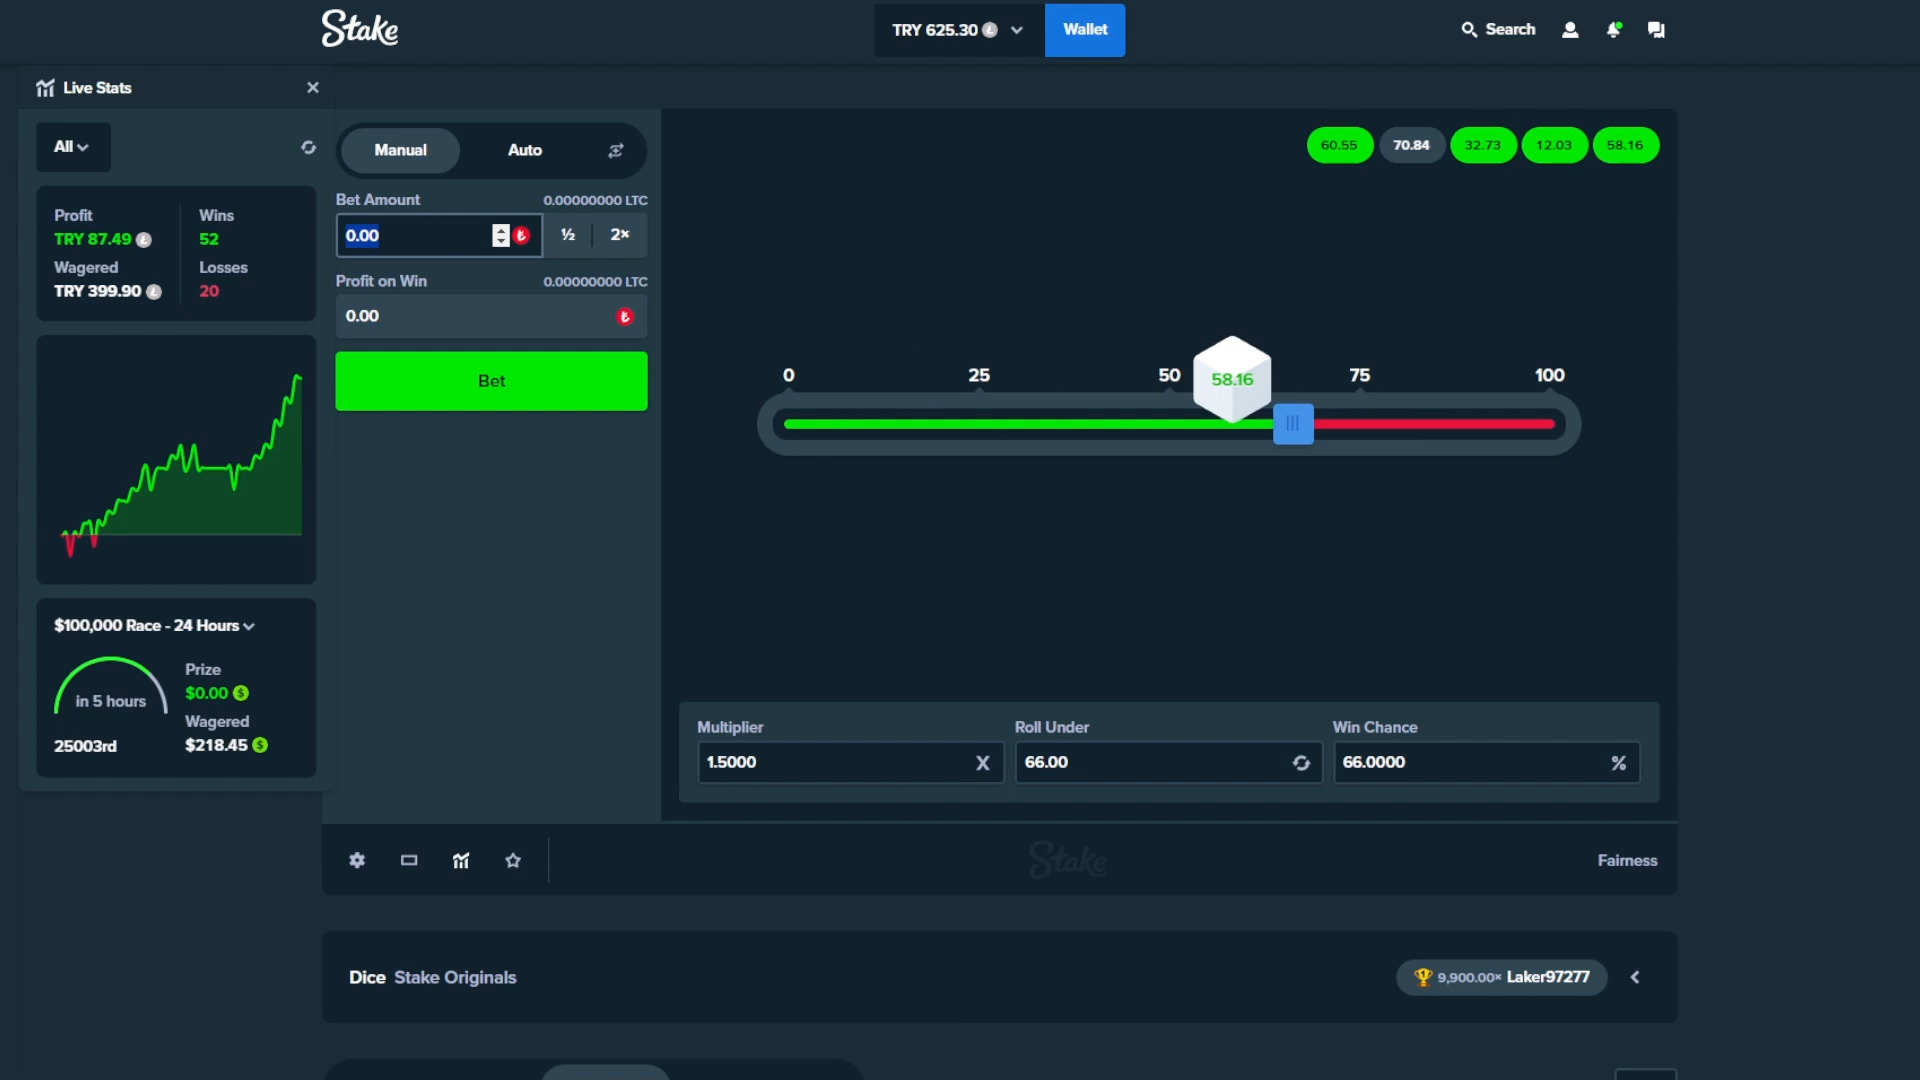 Stake
TRY 625.30
Wallet
Search
Live Stats
All
Profit
TRY 87.49
Wins
52
Wagered
TRY 399.90
Losses
20
$100,000 Race - 24 Hours
in 5 hours
25003rd
Prize
$0.00
Wagered
$218.45
Manual
Auto
Bet Amount
0.00000000 LTC
0.00
½
2×
Profit on Win
0.00000000 LTC
0.00
Bet
60.55
70.84
32.73
12.03
58.16
0
25
50
75
100
58.16
Multiplier
1.5000
Roll Under
66.00
Win Chance
66.0000
%
Stake
Fairness
Dice Stake Originals
9,900.00× Laker97277